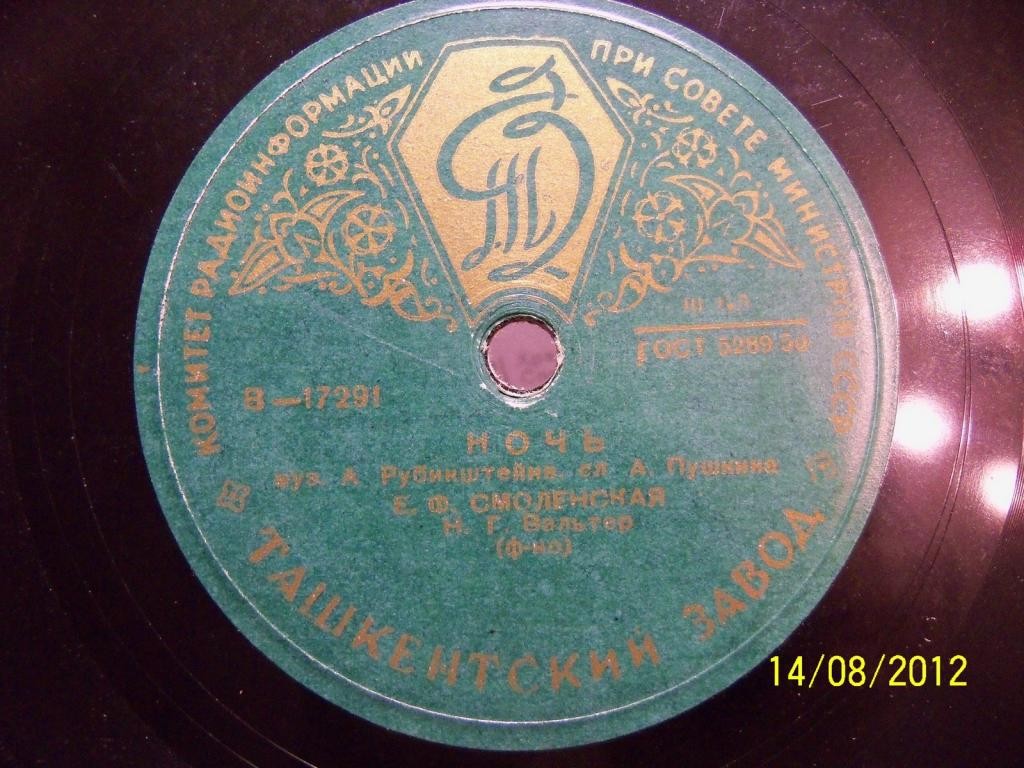 КОМИТЕТ РАДИОИНФОРМАЦИИ ПРИ СОВЕТЕ МИНИСТРОВ СССР
ГОСТ 5289-50
В—17291
НОЧЬ
муз. А. Рубинштейна, сл. А. Пушкина
Е. Ф. СМОЛЕНСКАЯ
Н. Г. Вальтер
(ф-но)
ТАШКЕНТСКИЙ ЗАВОД
14/08/2012